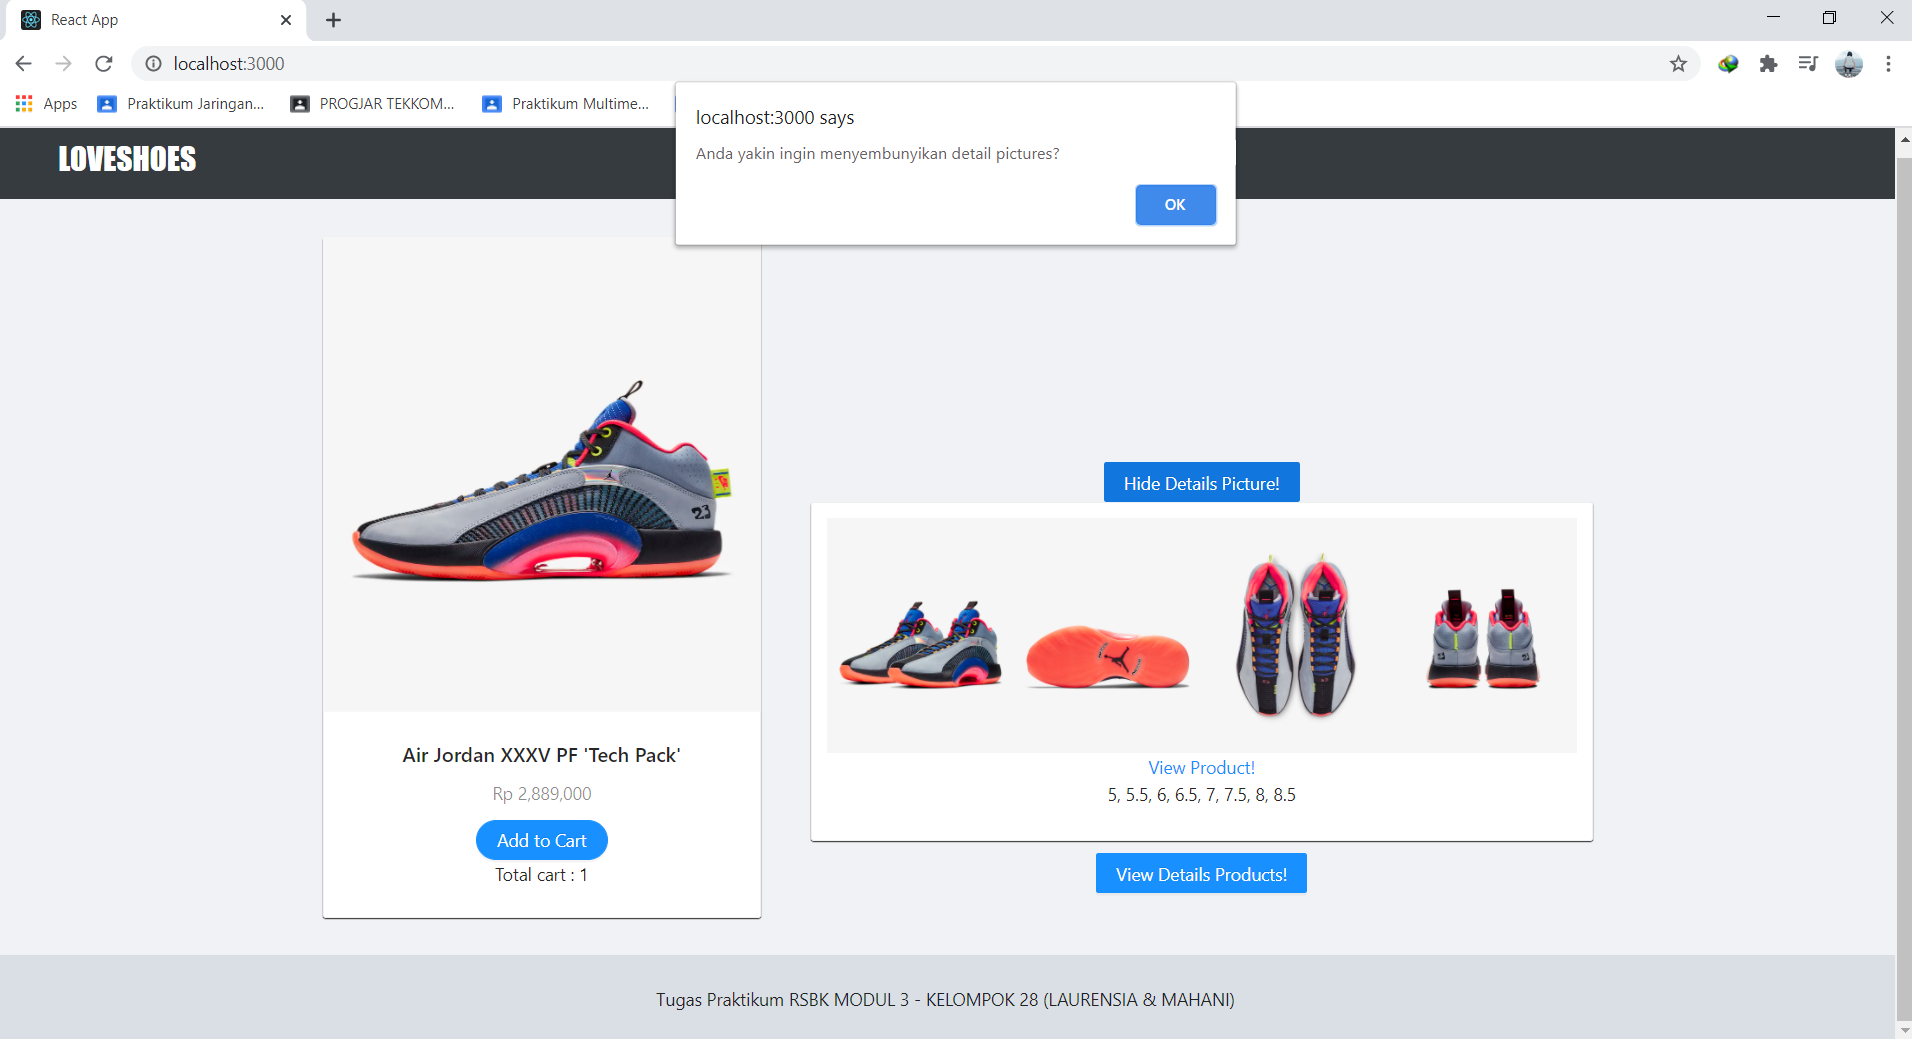 React App
localhost:3000
Apps
Praktikum Jaringan...
PROGJAR TEKKOM...
Praktikum Multime...
localhost:3000 says
Anda yakin ingin menyembunyikan detail pictures?
OK
LOVESHOES
23
Air Jordan XXXV PF 'Tech Pack'
Rp 2,889,000
Add to Cart
Total cart : 1
Hide Details Picture!
View Product!
5, 5.5, 6, 6.5, 7, 7.5, 8, 8.5
View Details Products!
Tugas Praktikum RSBK MODUL 3 - KELOMPOK 28 (LAURENSIA & MAHANI)